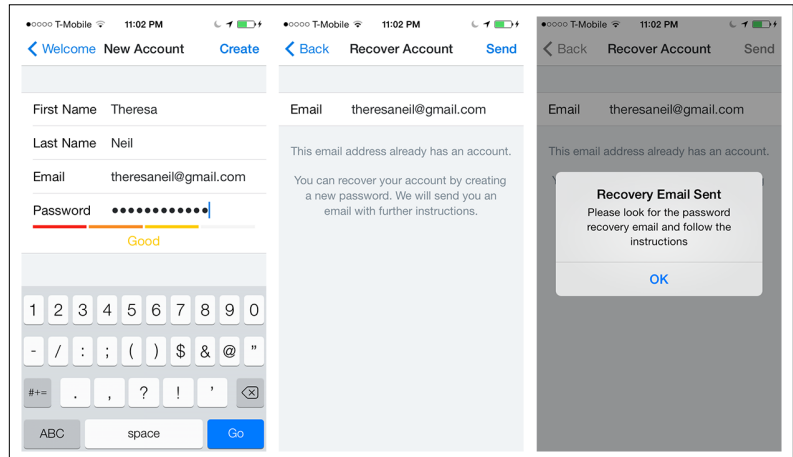 ●○○○○ T-Mobile 11:02 PM
Welcome New Account Create
First Name Theresa
Last Name Neil
Email theresaneil@gmail.com
Password ●●●●●●●●●●●●
Good
1 2 3 4 5 6 7 8 9 0
- / : ; ( ) $ & @ "
#+= . , ? ! '
ABC space Go
●○○○○ T-Mobile 11:02 PM
Back Recover Account Send
Email theresaneil@gmail.com
This email address already has an account.
You can recover your account by creating
a new password. We will send you an
email with further instructions.
●○○○○ T-Mobile 11:02 PM
Back Recover Account Send
Email theresaneil@gmail.com
This email address already has an account.
Recovery Email Sent
Please look for the password
recovery email and follow the
instructions
OK